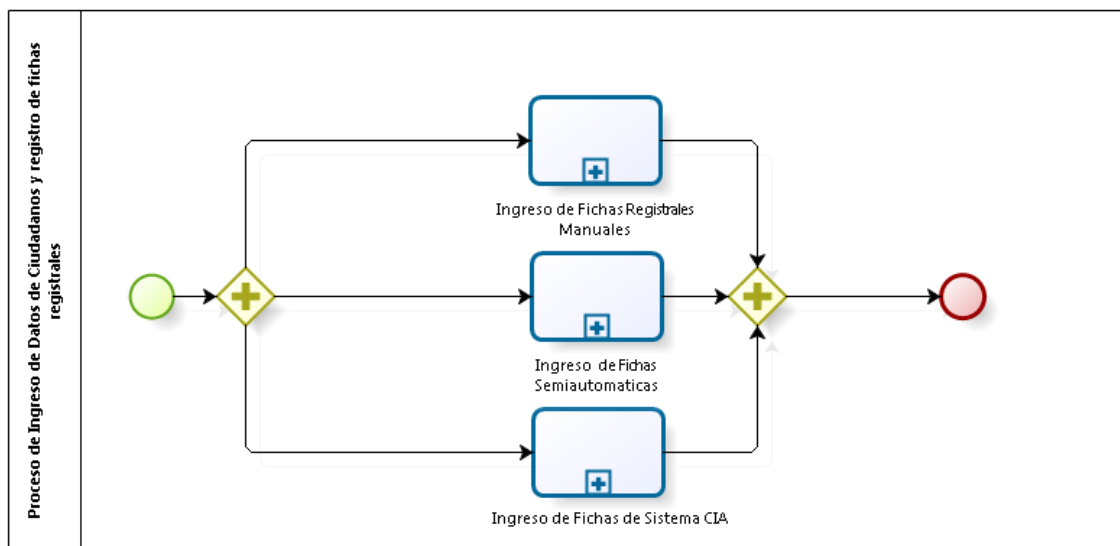 Proceso de Ingreso de Datos de Ciudadanos y registro de fichas
registrales
Ingreso de Fichas Registrales
Manuales
Ingreso de Fichas
Semiautomaticas
Ingreso de Fichas de Sistema CIA